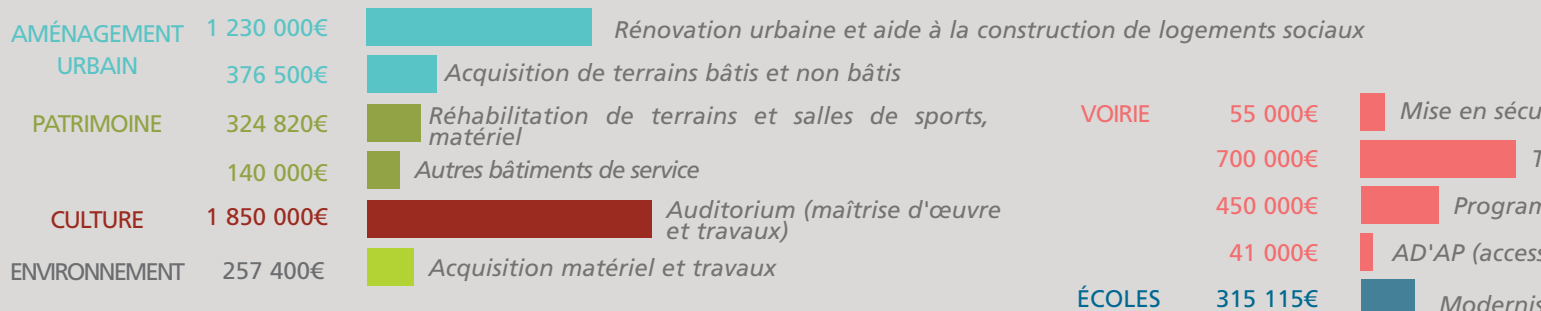 AMÉNAGEMENT URBAIN
1 230 000€ Rénovation urbaine et aide à la construction de logements sociaux
376 500€ Acquisition de terrains bâtis et non bâtis
PATRIMOINE 324 820€ Réhabilitation de terrains et salles de sports,
matériel
140 000€ Autres bâtiments de service
CULTURE 1 850 000€ Auditorium (maîtrise d'œuvre
et travaux)
ENVIRONNEMENT 257 400€ Acquisition matériel et travaux
VOIRIE 55 000€ Mise en sécu
700 000€ T
450 000€ Program
41 000€ AD'AP (access
ÉCOLES 315 115€ Modernis